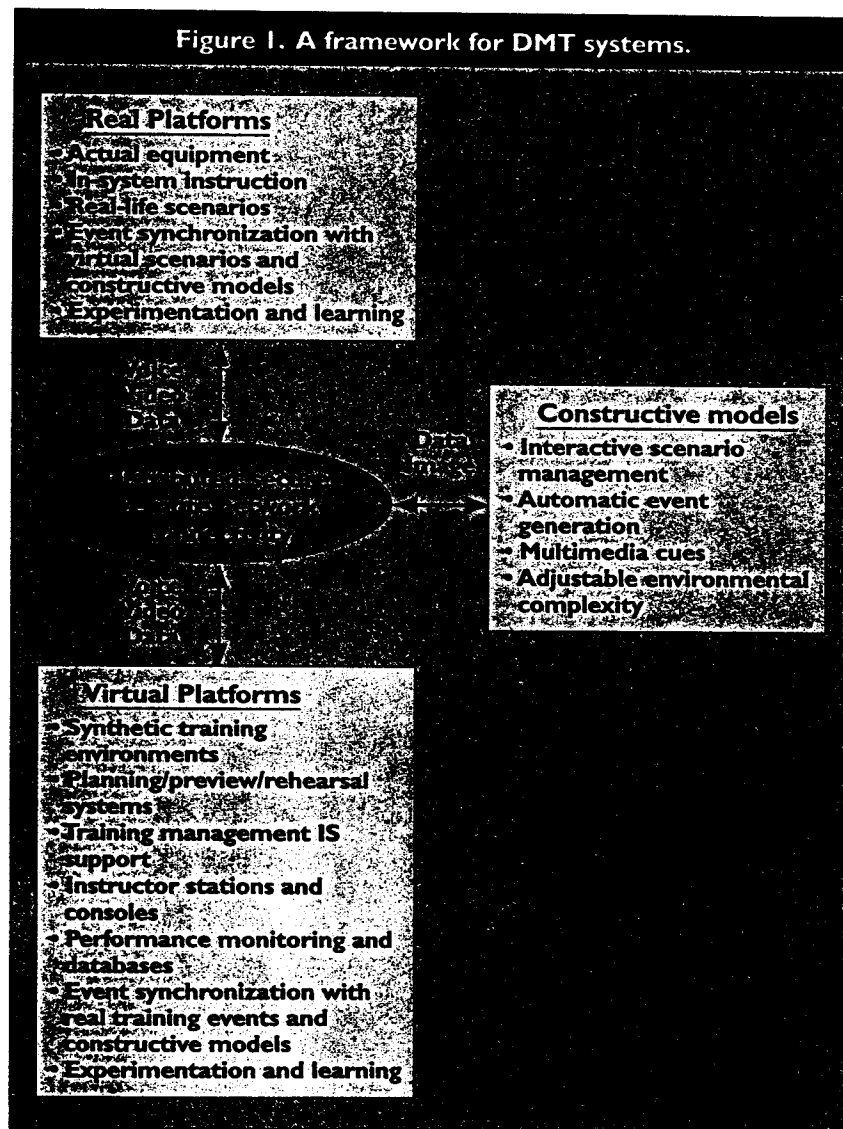 Figure 1. A framework for DMT systems.
Real Platforms
• Actual equipment
• In-system instruction
• Real-life scenarios
• Event synchronization with
virtual scenarios and
constructive models
• Experimentation and learning
Voice
Video
Data
Data
Constructive models
• Interactive scenario
management
• Automatic event
generation
• Multimedia cues
• Adjustable environmental
complexity
Voice
Video
Data
Virtual Platforms
• Synthetic training
environments
• Planning/preview/rehearsal
systems
• Training management IS
support
• Instructor stations and
consoles
• Performance monitoring and
databases
• Event synchronization with
real training events and
constructive models
• Experimentation and learning